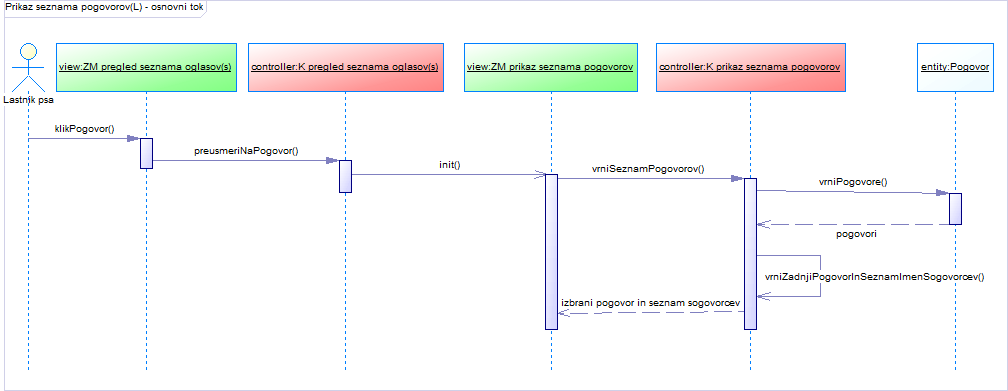 Prikaz seznama pogovorov(L) - osnovni tok
view:ZM pregled seznama oglasov(s)
controller:K pregled seznama oglasov(s)
view:ZM prikaz seznama pogovorov
controller:K prikaz seznama pogovorov
entity:Pogovor
Lastnik psa
klikPogovor()
preusmeriNaPogovor()
init()
vrniSeznamPogovorov()
vrniPogovore()
pogovori
vrniZadnjiPogovorInSeznamImenSogovorcev()
izbrani pogovor in seznam sogovorcev